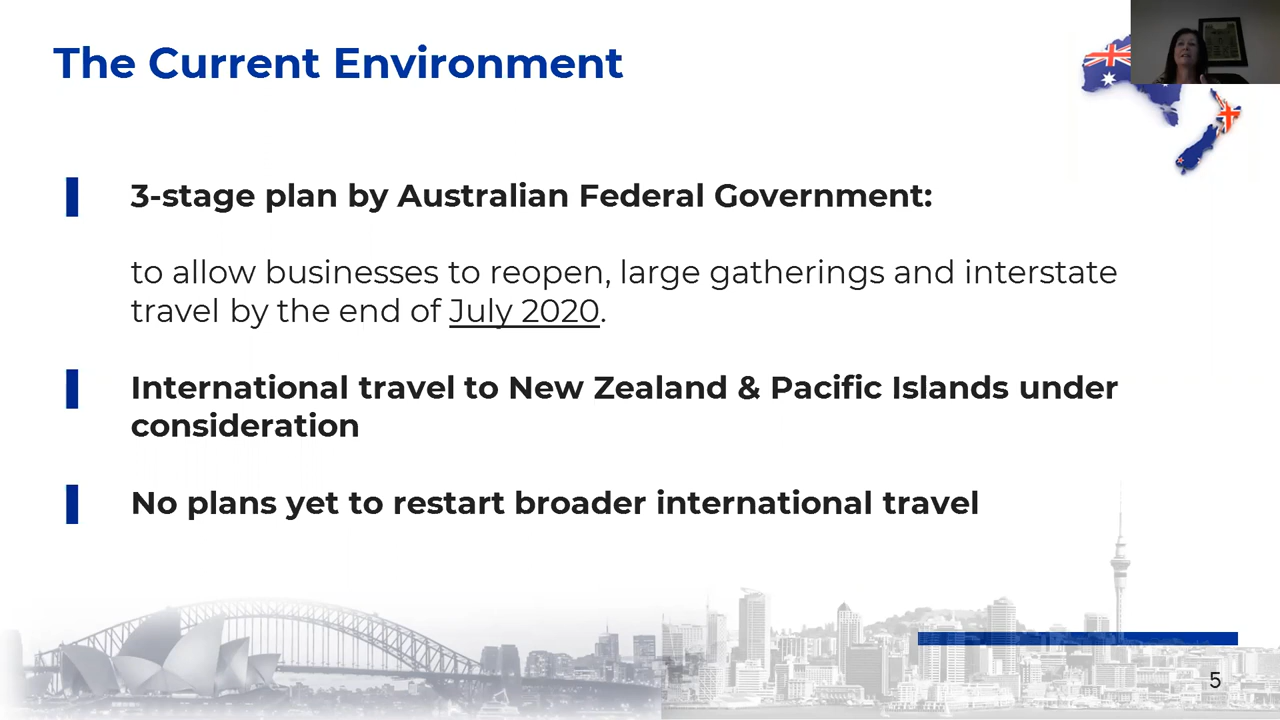 The Current Environment
3-stage plan by Australian Federal Government:
to allow businesses to reopen, large gatherings and interstate
travel by the end of July 2020.
International travel to New Zealand & Pacific Islands under
consideration
No plans yet to restart broader international travel
5